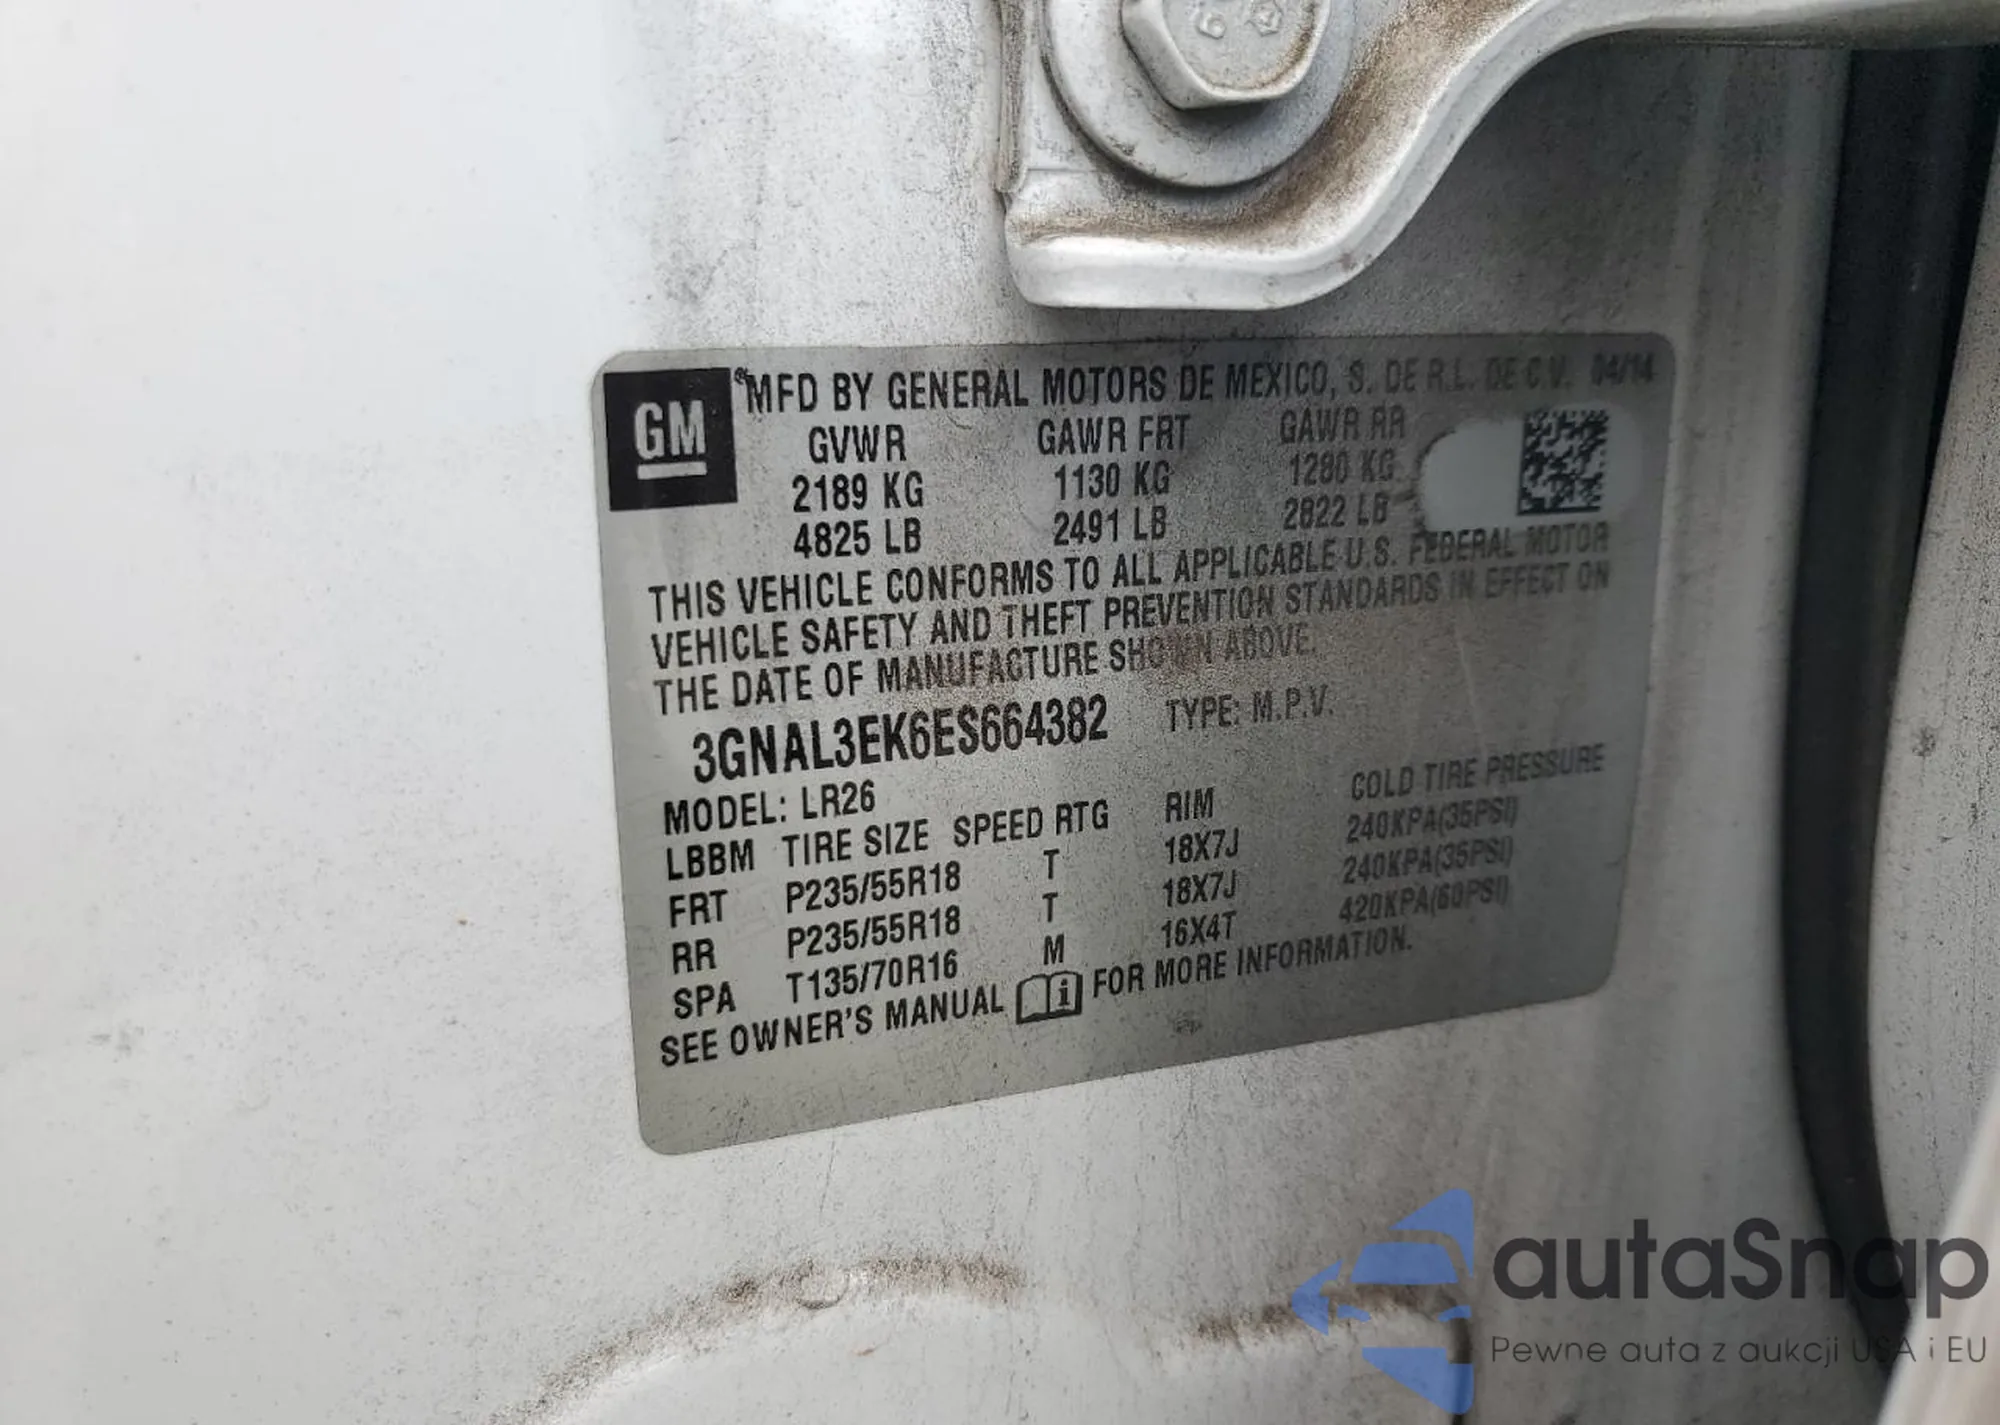 GM
®MFD BY GENERAL MOTORS DE MEXICO, S. DE R.L. DE C.V. 04/14
GVWR GAWR FRT GAWR RR
2189 KG 1130 KG 1280 KG
4825 LB 2491 LB 2822 LB
THIS VEHICLE CONFORMS TO ALL APPLICABLE U.S. FEDERAL MOTOR
VEHICLE SAFETY AND THEFT PREVENTION STANDARDS IN EFFECT ON
THE DATE OF MANUFACTURE SHOWN ABOVE.
3GNAL3EK6ES664382 TYPE: M.P.V.
MODEL: LR26
LBBM TIRE SIZE SPEED RTG RIM COLD TIRE PRESSURE
FRT P235/55R18 T 18X7J 240KPA(35PSI)
RR P235/55R18 T 18X7J 240KPA(35PSI)
SPA T135/70R16 M 16X4T 420KPA(60PSI)
SEE OWNER'S MANUAL i FOR MORE INFORMATION.
autaSnap
Pewne auta z aukcji USA i EU